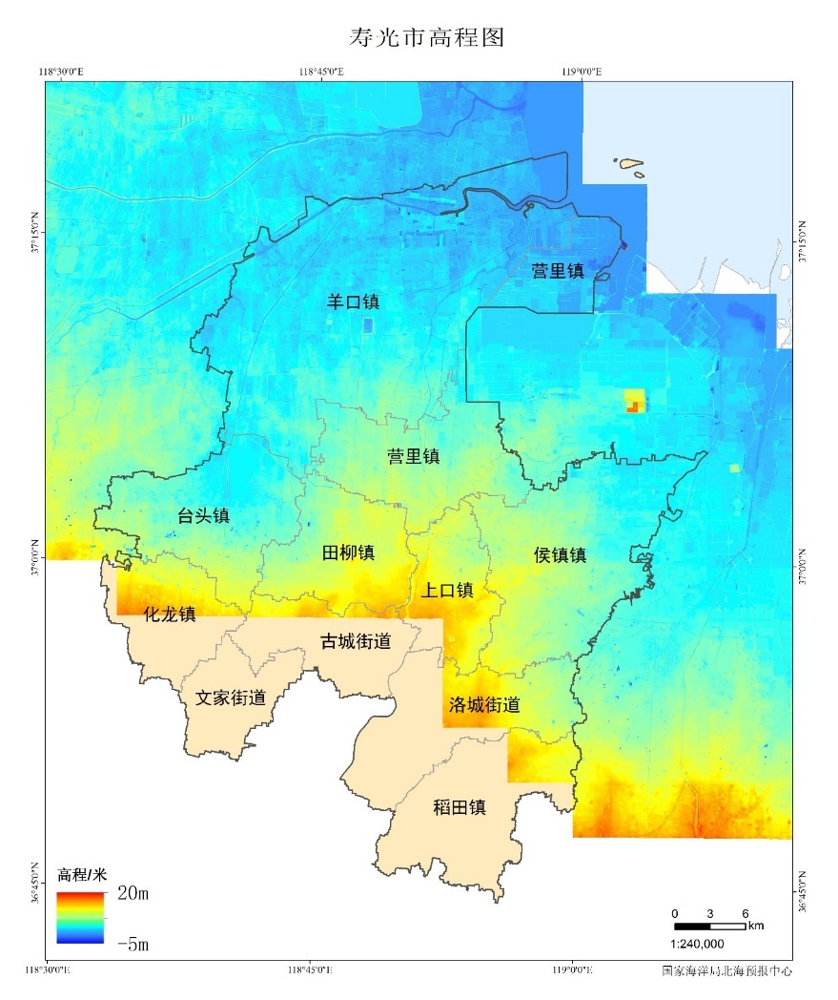 寿光市高程图
118°30'0"E 118°45'0"E 119°0'0"E
37°15'0"N 37°15'0"N
营里镇
羊口镇
营里镇
台头镇
田柳镇 侯镇镇
37°0'0"N 37°0'0"N
上口镇
化龙镇
古城街道
文家街道 洛城街道
稻田镇
高程/米
20m
-5m
36°45'0"N 36°45'0"N
0 3 6
km
1:240,000
118°30'0"E 118°45'0"E 119°0'0"E
国家海洋局北海预报中心